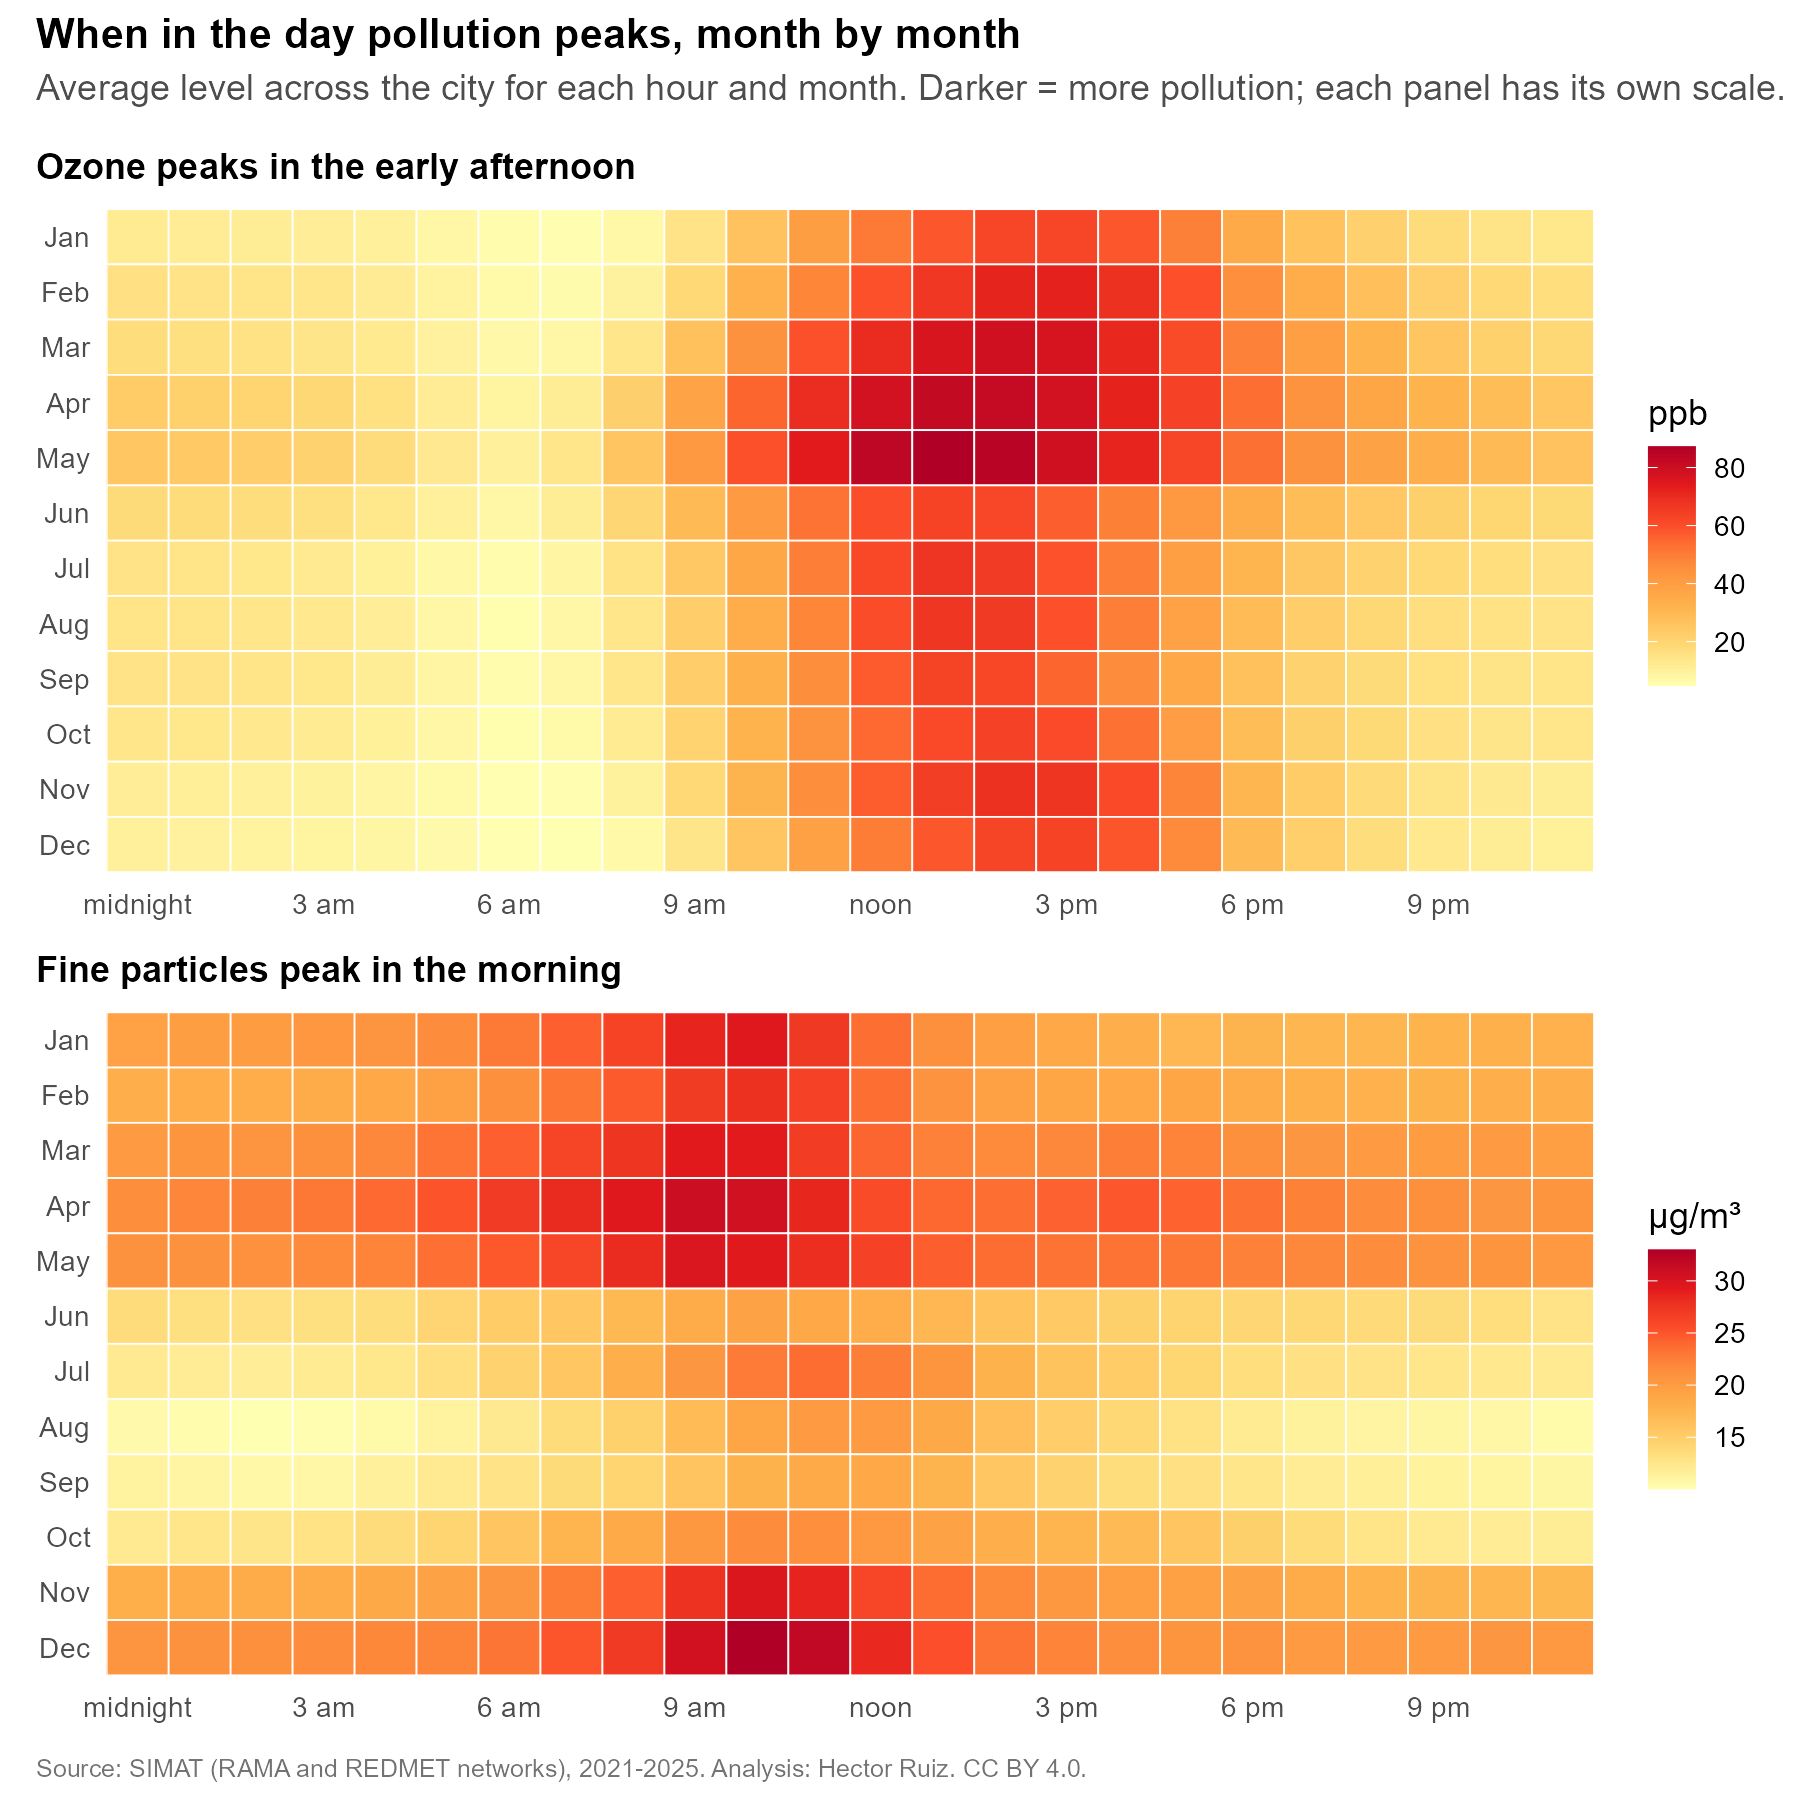 When in the day pollution peaks, month by month
Average level across the city for each hour and month. Darker = more pollution; each panel has its own scale.
Ozone peaks in the early afternoon
Jan
Feb
Mar
Apr
May
Jun
Jul
Aug
Sep
Oct
Nov
Dec
midnight 3 am 6 am 9 am noon 3 pm 6 pm 9 pm
ppb
80
60
40
20
Fine particles peak in the morning
Jan
Feb
Mar
Apr
May
Jun
Jul
Aug
Sep
Oct
Nov
Dec
midnight 3 am 6 am 9 am noon 3 pm 6 pm 9 pm
µg/m³
30
25
20
15
Source: SIMAT (RAMA and REDMET networks), 2021-2025. Analysis: Hector Ruiz. CC BY 4.0.